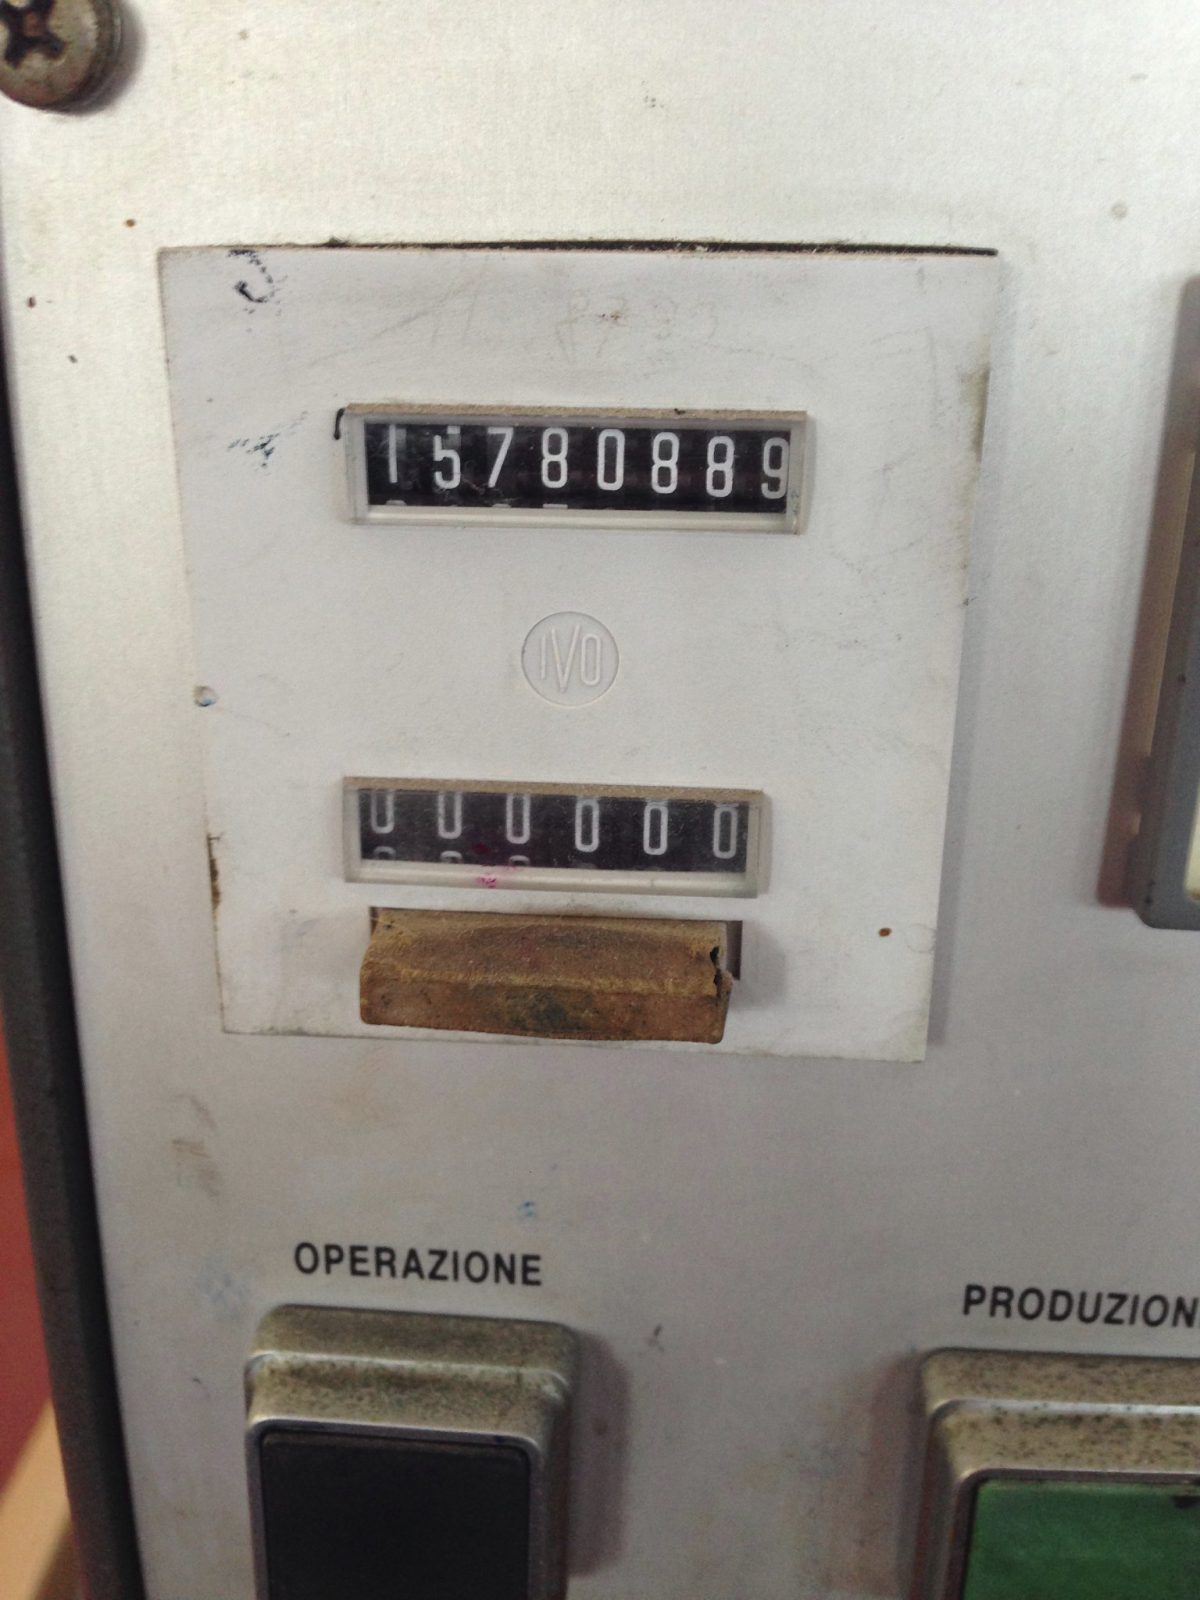 15780889
IVO
000000
OPERAZIONE
PRODUZION